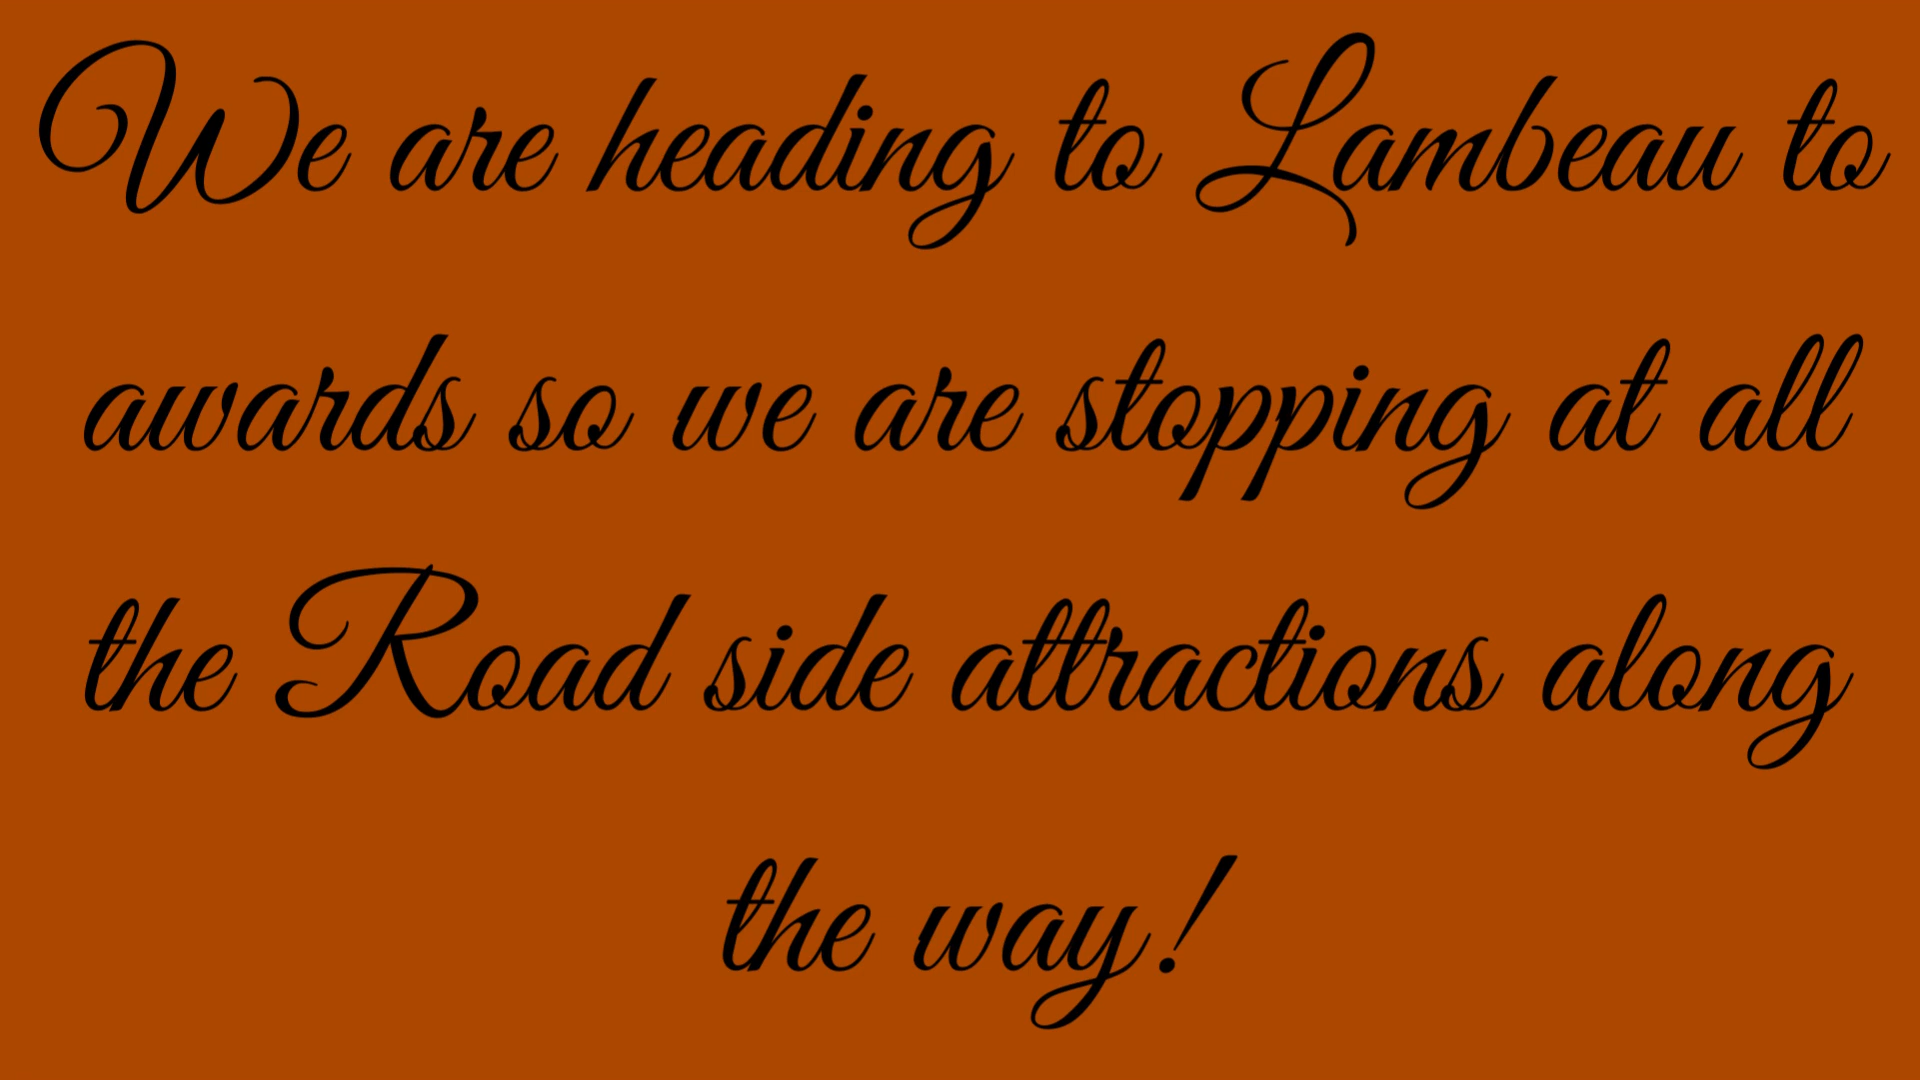 We are heading to Lambeau to
awards so we are stopping at all
the Road side attractions along
the way!